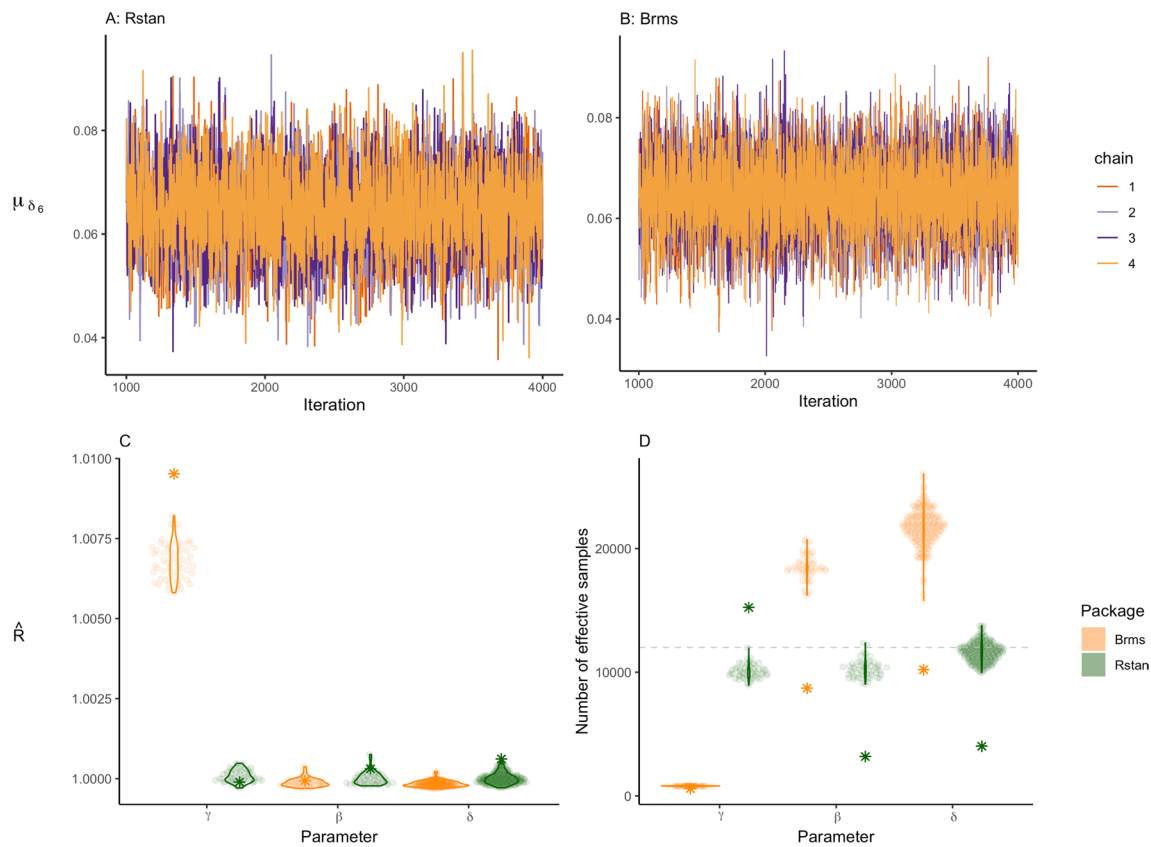 A: Rstan
B: Brms
μ δ 6
0.08
0.06
0.04
1000
2000
3000
4000
Iteration
0.08
0.06
0.04
1000
2000
3000
4000
Iteration
chain
1
2
3
4
C
R̂
1.0100
1.0075
1.0050
1.0025
1.0000
γ
β
δ
Parameter
D
Number of effective samples
20000
10000
0
γ
β
δ
Parameter
Package
Brms
Rstan